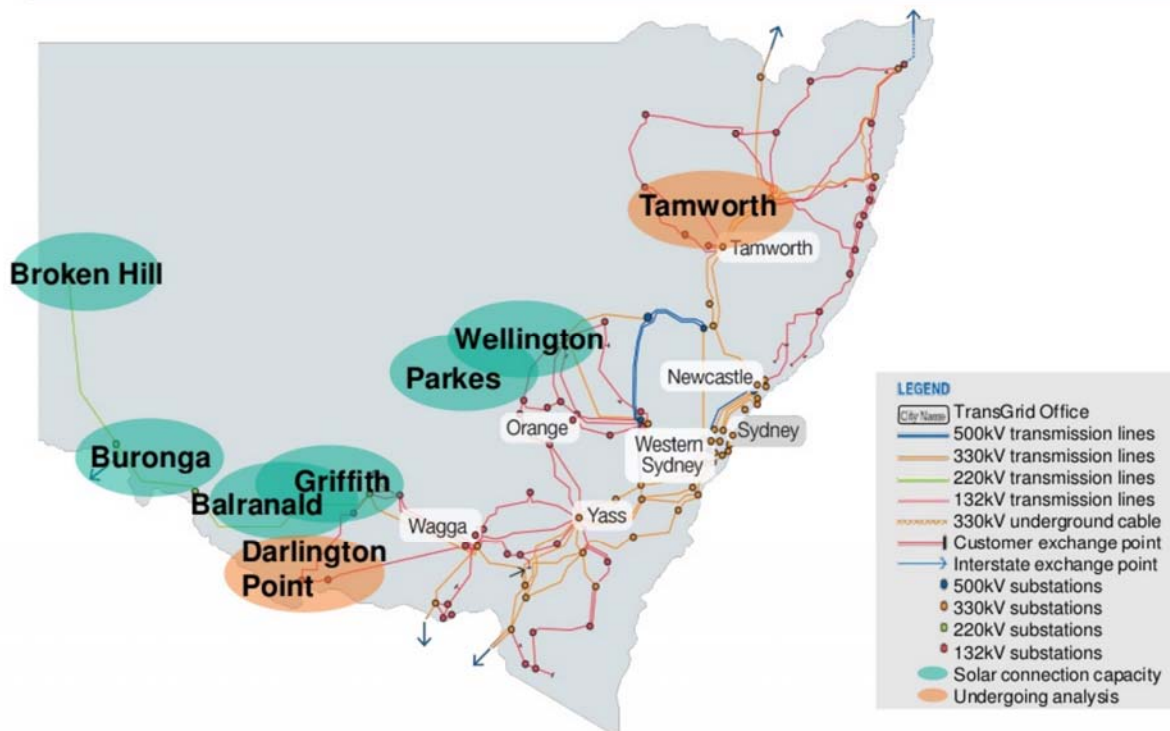 Tamworth
Tamworth
Broken Hill
Wellington
Parkes
Newcastle
Orange
Sydney
Western
Sydney
Buronga
Griffith
Balranald
Wagga
Yass
Darlington
Point
LEGEND
City Name TransGrid Office
500kV transmission lines
330kV transmission lines
220kV transmission lines
132kV transmission lines
330kV underground cable
Customer exchange point
Interstate exchange point
500kV substations
330kV substations
220kV substations
132kV substations
Solar connection capacity
Undergoing analysis